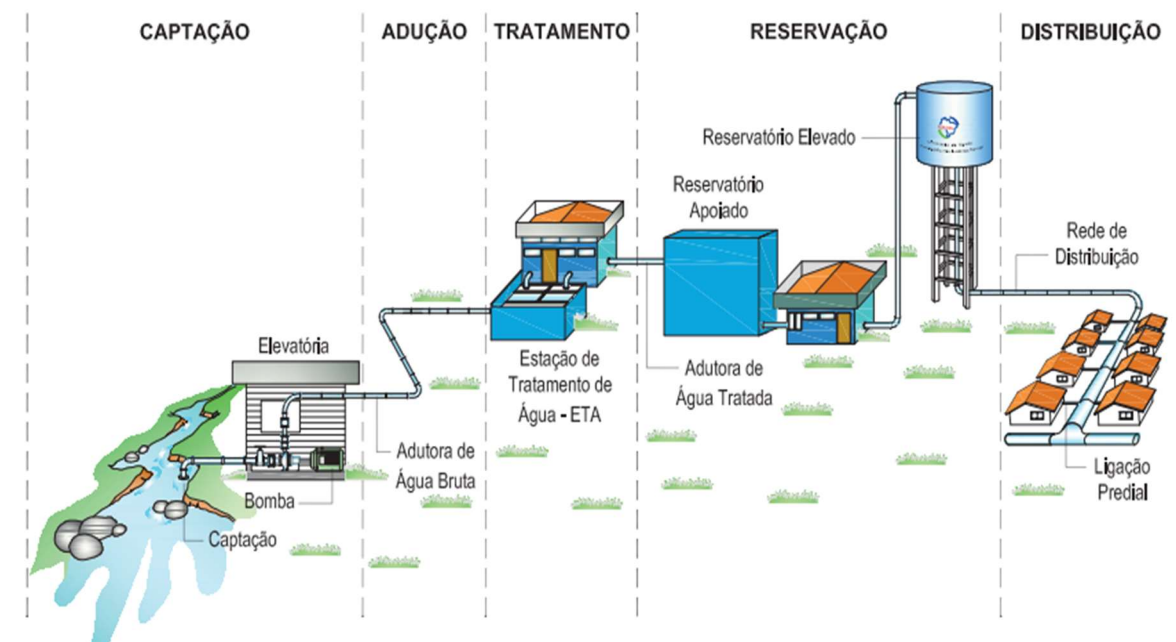 CAPTAÇÃO
ADUÇÃO
TRATAMENTO
RESERVAÇÃO
DISTRIBUIÇÃO
Reservatório Elevado
Reservatório
Apoiado
Rede de
Distribuição
Elevatória
Estação de
Tratamento de
Água - ETA
Adutora de
Água Tratada
Adutora de
Água Bruta
Bomba
Captação
Ligação
Predial